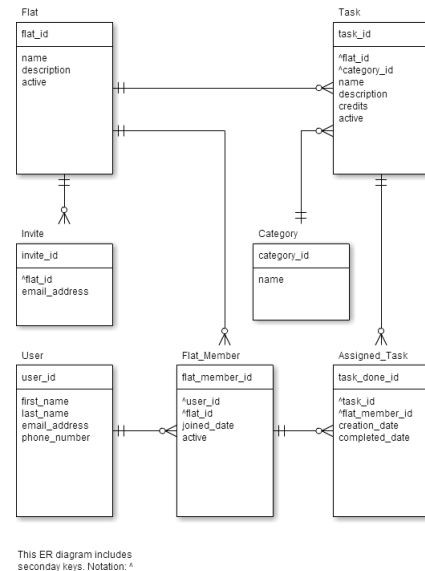 Flat
flat_id
name
description
active
Task
task_id
^flat_id
^category_id
name
description
credits
active
Invite
invite_id
^flat_id
email_address
Category
category_id
name
User
user_id
first_name
last_name
email_address
phone_number
Flat_Member
flat_member_id
^user_id
^flat_id
joined_date
active
Assigned_Task
task_done_id
^task_id
^flat_member_id
creation_date
completed_date
This ER diagram includes
seconday keys. Notation: ^